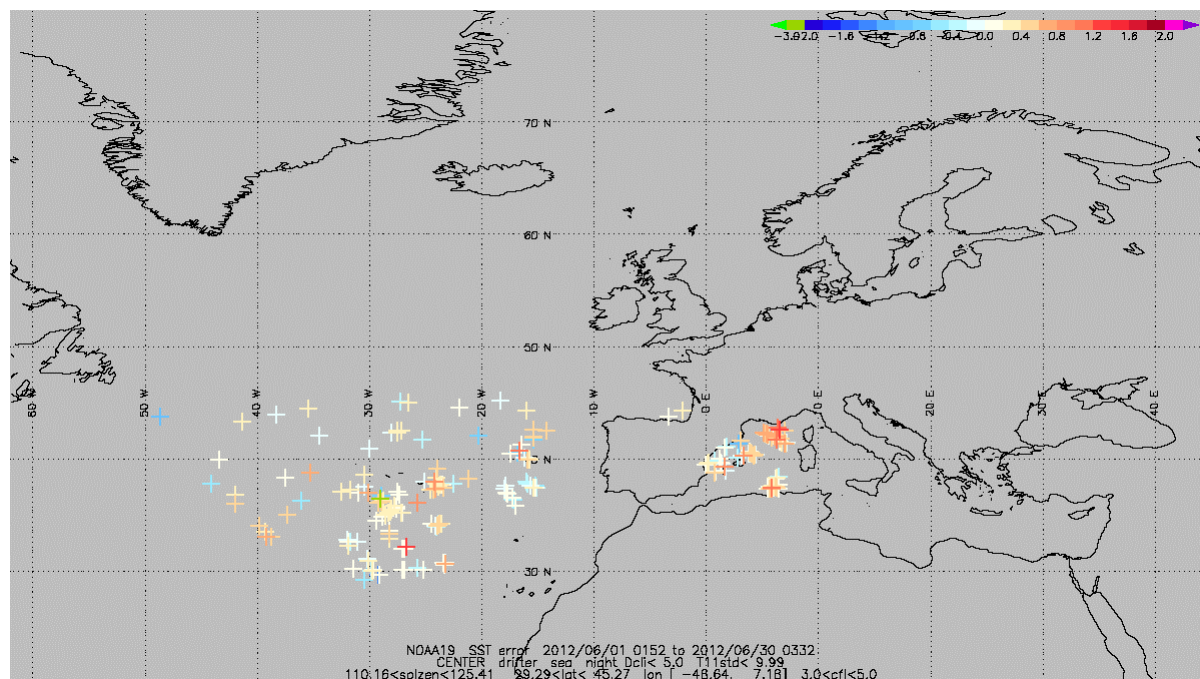 -3.0 2.0 -1.6 -1.2 -0.8 -0.4 0.0 0.4 0.8 1.2 1.6 2.0
70 N
60 N
50 N
60 W 50 W 40 W 30 W 20 W 10 W 0 E 10 E 20 E 30 E 40 E
40 N
30 N
NOAA19 SST error 2012/06/01 0152 to 2012/06/30 0332
CENTER drifter sea night Dcli< 5.0 T11std< 9.99
110.16<solzen<125.41 29.29<lat< 45.27 lon [ -48.64, 7.18] 3.0<cfl<5.0